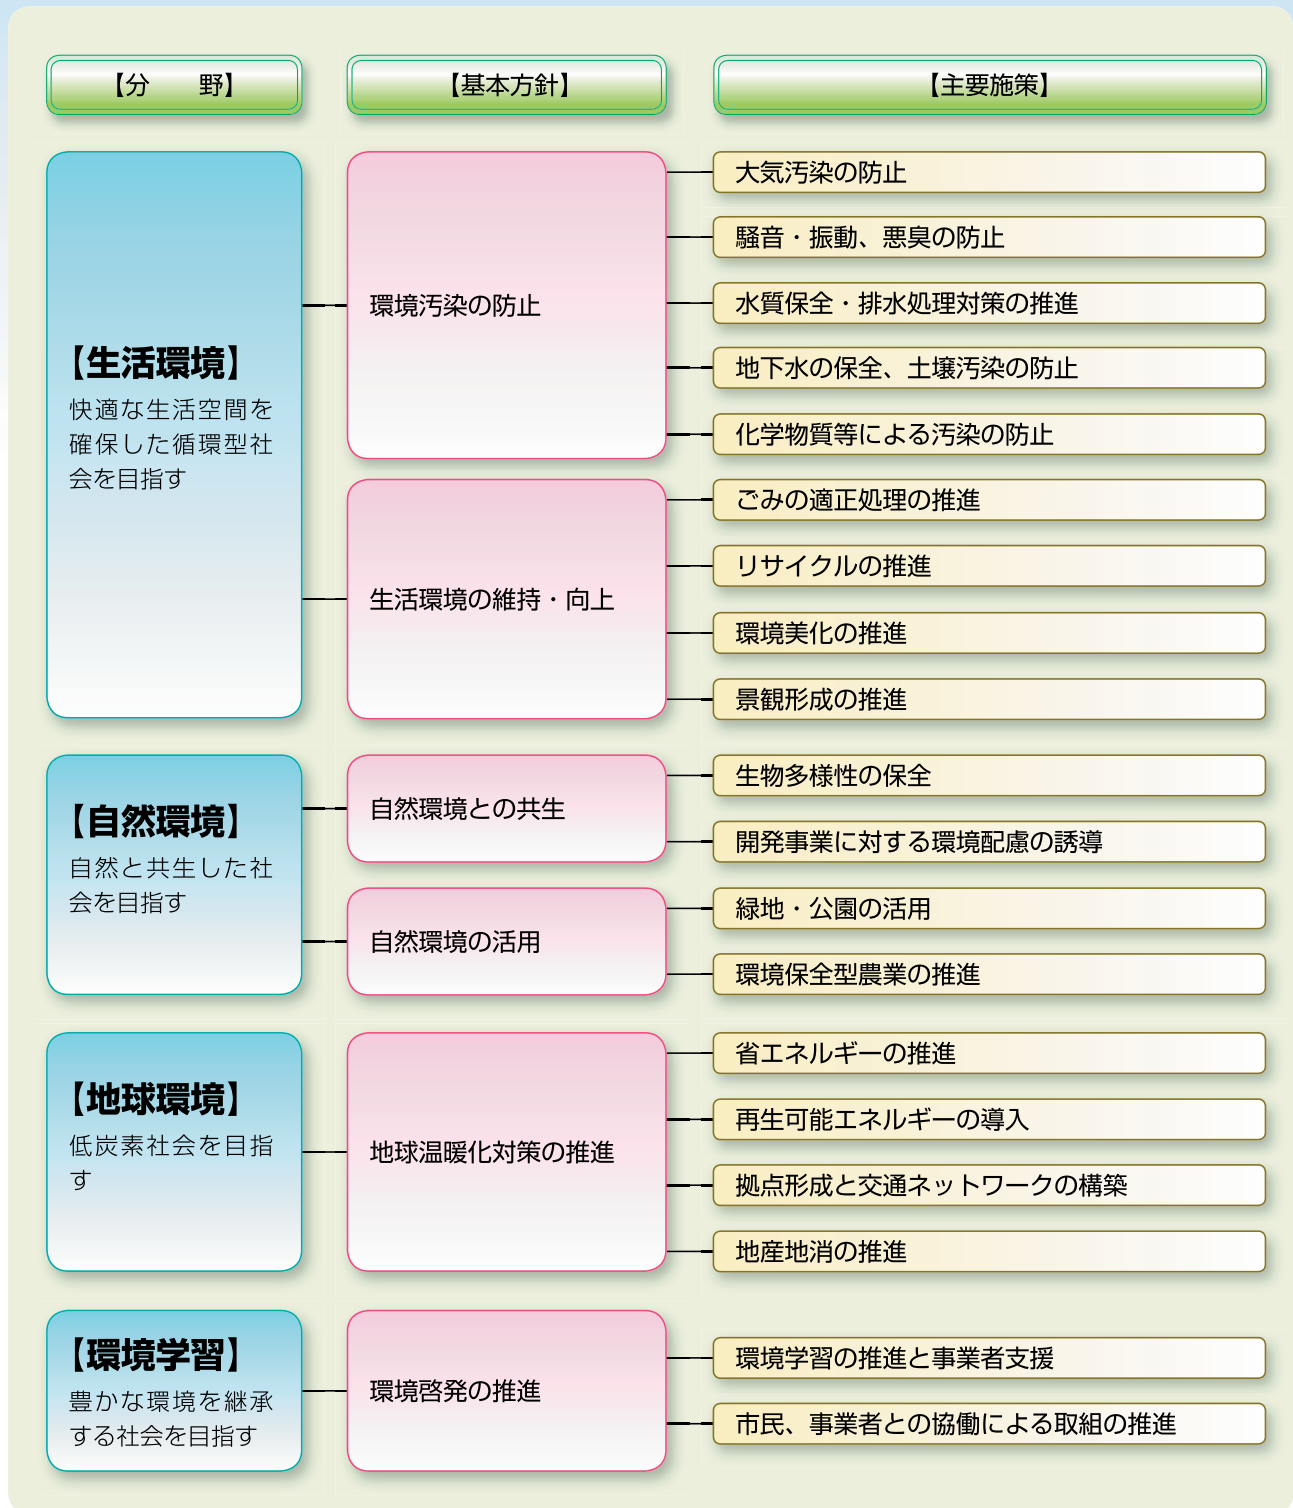 【分　　野】
【基本方針】
【主要施策】
【生活環境】
快適な生活空間を
確保した循環型社
会を目指す
環境汚染の防止
大気汚染の防止
騒音・振動、悪臭の防止
水質保全・排水処理対策の推進
地下水の保全、土壌汚染の防止
化学物質等による汚染の防止
生活環境の維持・向上
ごみの適正処理の推進
リサイクルの推進
環境美化の推進
景観形成の推進
【自然環境】
自然と共生した社
会を目指す
自然環境との共生
生物多様性の保全
開発事業に対する環境配慮の誘導
自然環境の活用
緑地・公園の活用
環境保全型農業の推進
【地球環境】
低炭素社会を目指
す
地球温暖化対策の推進
省エネルギーの推進
再生可能エネルギーの導入
拠点形成と交通ネットワークの構築
地産地消の推進
【環境学習】
豊かな環境を継承
する社会を目指す
環境啓発の推進
環境学習の推進と事業者支援
市民、事業者との協働による取組の推進